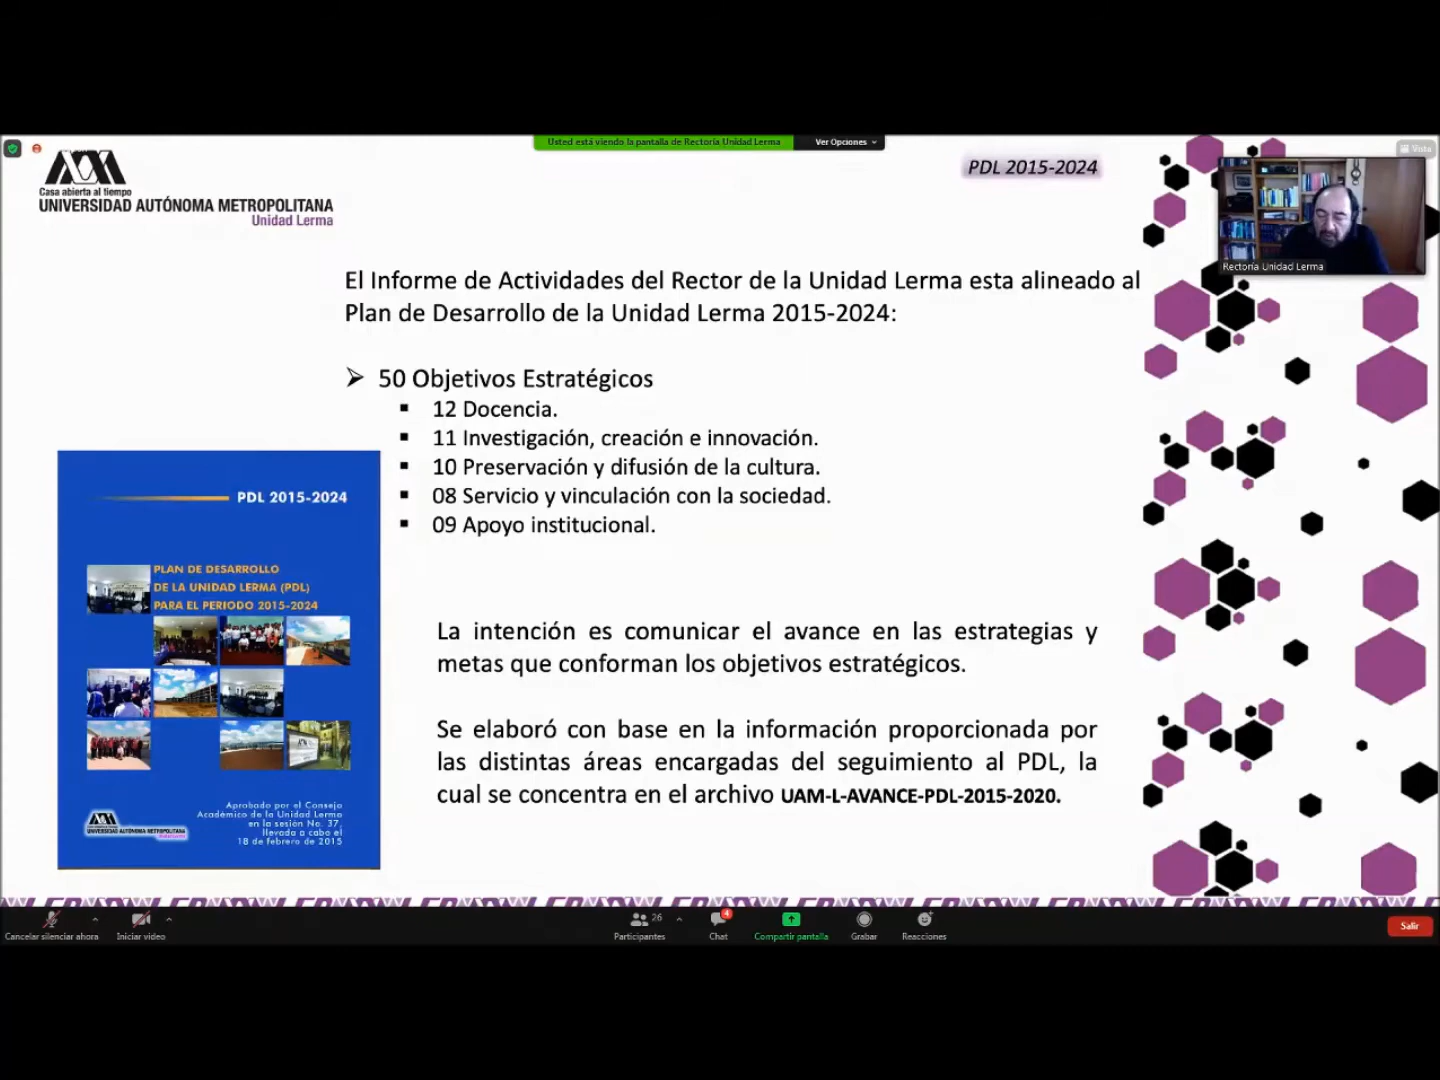 Usted está viendo la pantalla de Rectoría Unidad Lerma
Ver Opciones
Vista
Casa abierta al tiempo
UNIVERSIDAD AUTÓNOMA METROPOLITANA
Unidad Lerma
PDL 2015-2024
Rectoría Unidad Lerma
El Informe de Actividades del Rector de la Unidad Lerma esta alineado al
Plan de Desarrollo de la Unidad Lerma 2015-2024:
➢ 50 Objetivos Estratégicos
▪ 12 Docencia.
▪ 11 Investigación, creación e innovación.
▪ 10 Preservación y difusión de la cultura.
▪ 08 Servicio y vinculación con la sociedad.
▪ 09 Apoyo institucional.
PDL 2015-2024
PLAN DE DESARROLLO
DE LA UNIDAD LERMA (PDL)
PARA EL PERIODO 2015-2024
Aprobado por el Consejo
Académico de la Unidad Lerma
en la sesión No. 37,
llevada a cabo el
18 de febrero de 2015
UNIVERSIDAD AUTÓNOMA METROPOLITANA
La intención es comunicar el avance en las estrategias y
metas que conforman los objetivos estratégicos.
Se elaboró con base en la información proporcionada por
las distintas áreas encargadas del seguimiento al PDL, la
cual se concentra en el archivo UAM-L-AVANCE-PDL-2015-2020.
Cancelar silenciar ahora
Iniciar video
26
Participantes
4
Chat
Compartir pantalla
Grabar
Reacciones
Salir